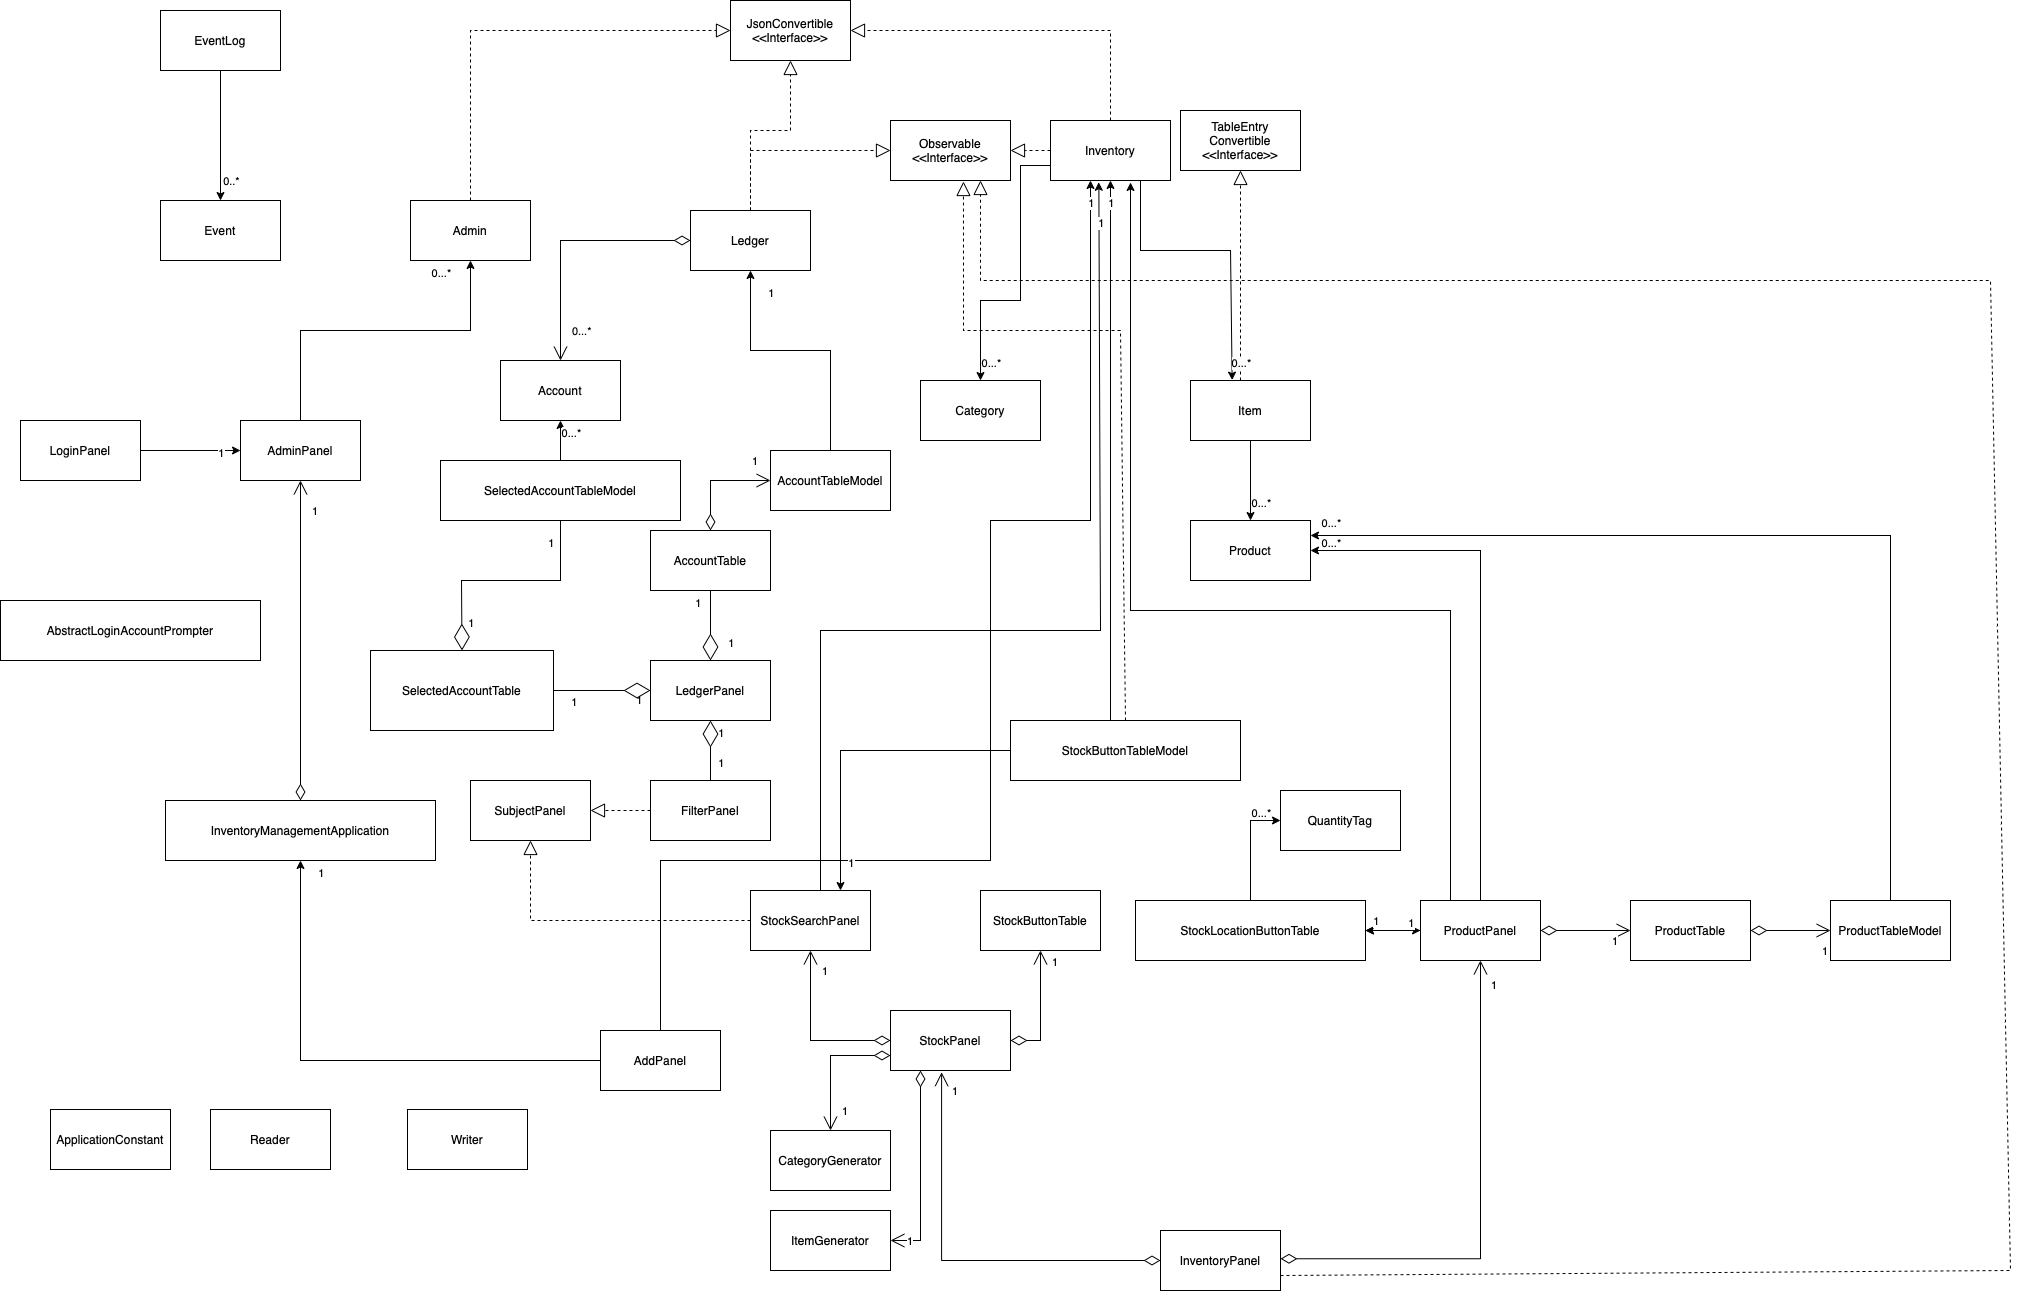 JsonConvertible
<<Interface>>
EventLog
TableEntry
Convertible
<<Interface>>
Observable
<<Interface>>
Inventory
0..*
1
1
1
Event
Admin
Ledger
0...*
1
0...*
0...*
0...*
Account
Category
Item
0...*
LoginPanel
1
AdminPanel
1
AccountTableModel
SelectedAccountTableModel
0...*
1
0...*
Product
0...*
1
AccountTable
1
1
AbstractLoginAccountPrompter
1
SelectedAccountTable
1
1
LedgerPanel
1
StockButtonTableModel
1
SubjectPanel
FilterPanel
0...*
QuantityTag
InventoryManagementApplication
1
1
StockSearchPanel
StockButtonTable
StockLocationButtonTable
1
1
ProductPanel
1
ProductTable
1
ProductTableModel
1
1
1
StockPanel
AddPanel
1
1
ApplicationConstant
Reader
Writer
CategoryGenerator
ItemGenerator
1
InventoryPanel